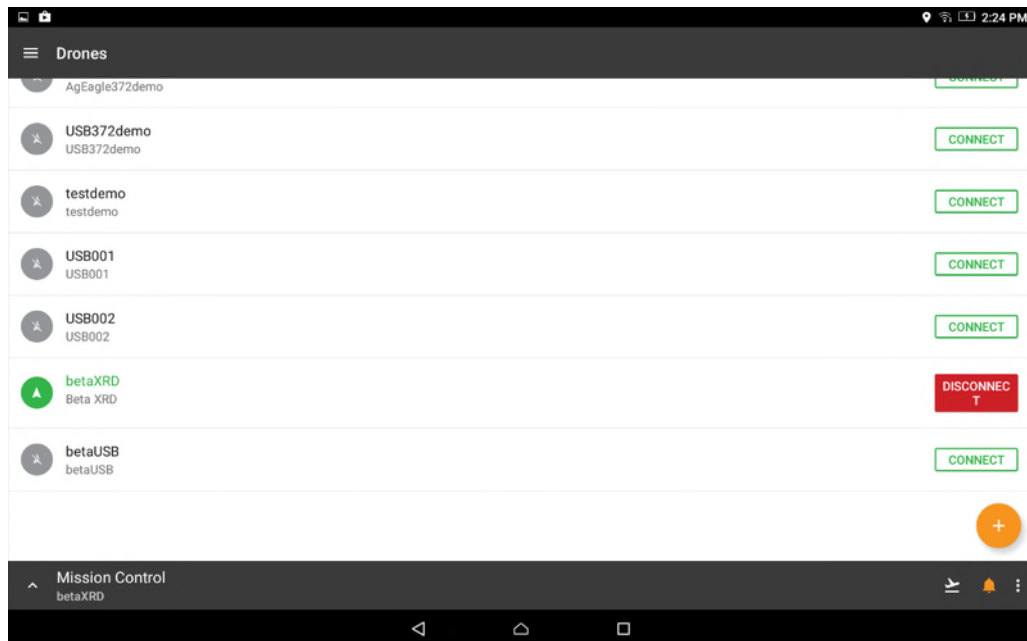 2:24 PM
Drones
AgEagle372demo
CONNECT
USB372demo
USB372demo
CONNECT
testdemo
testdemo
CONNECT
USB001
USB001
CONNECT
USB002
USB002
CONNECT
betaXRD
Beta XRD
DISCONNEC
T
betaUSB
betaUSB
CONNECT
Mission Control
betaXRD